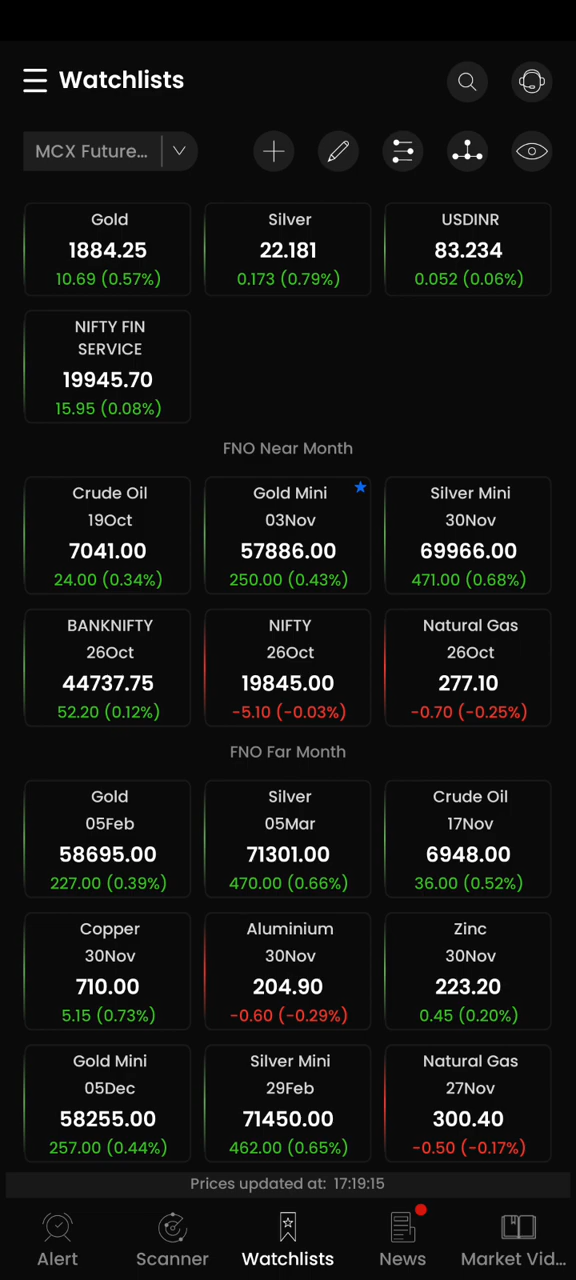 Watchlists
MCX Future...
Gold
1884.25
10.69 (0.57%)
Silver
22.181
0.173 (0.79%)
USDINR
83.234
0.052 (0.06%)
NIFTY FIN
SERVICE
19945.70
15.95 (0.08%)
FNO Near Month
Crude Oil
19Oct
7041.00
24.00 (0.34%)
Gold Mini
03Nov
57886.00
250.00 (0.43%)
Silver Mini
30Nov
69966.00
471.00 (0.68%)
BANKNIFTY
26Oct
44737.75
52.20 (0.12%)
NIFTY
26Oct
19845.00
-5.10 (-0.03%)
Natural Gas
26Oct
277.10
-0.70 (-0.25%)
FNO Far Month
Gold
05Feb
58695.00
227.00 (0.39%)
Silver
05Mar
71301.00
470.00 (0.66%)
Crude Oil
17Nov
6948.00
36.00 (0.52%)
Copper
30Nov
710.00
5.15 (0.73%)
Aluminium
30Nov
204.90
-0.60 (-0.29%)
Zinc
30Nov
223.20
0.45 (0.20%)
Gold Mini
05Dec
58255.00
257.00 (0.44%)
Silver Mini
29Feb
71450.00
462.00 (0.65%)
Natural Gas
27Nov
300.40
-0.50 (-0.17%)
Prices updated at: 17:19:15
Alert
Scanner
Watchlists
News
Market Vid...